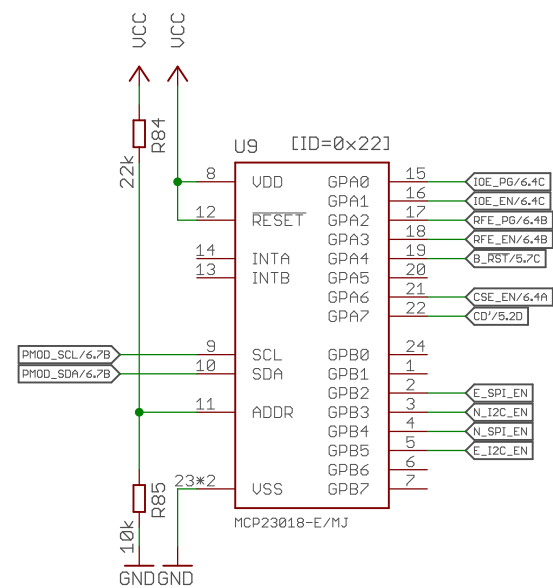 VCC
VCC
R84
22k
U9
[ID=0x22]
8
VDD
GPA0
15
IOE_PG/6.4C
GPA1
16
IOE_EN/6.4C
12
RESET
GPA2
17
RFE_PG/6.4B
GPA3
18
RFE_EN/6.4B
14
INTA
GPA4
19
B_RST/5.7C
13
INTB
GPA5
20
GPA6
21
CSE_EN/6.4A
GPA7
22
CD'/5.2D
PMOD_SCL/6.7B
9
SCL
GPB0
24
PMOD_SDA/6.7B
10
SDA
GPB1
1
GPB2
2
E_SPI_EN
11
ADDR
GPB3
3
N_I2C_EN
GPB4
4
N_SPI_EN
GPB5
5
E_I2C_EN
GPB6
6
23*2
VSS
GPB7
7
R85
10k
MCP23018-E/MJ
GND
GND